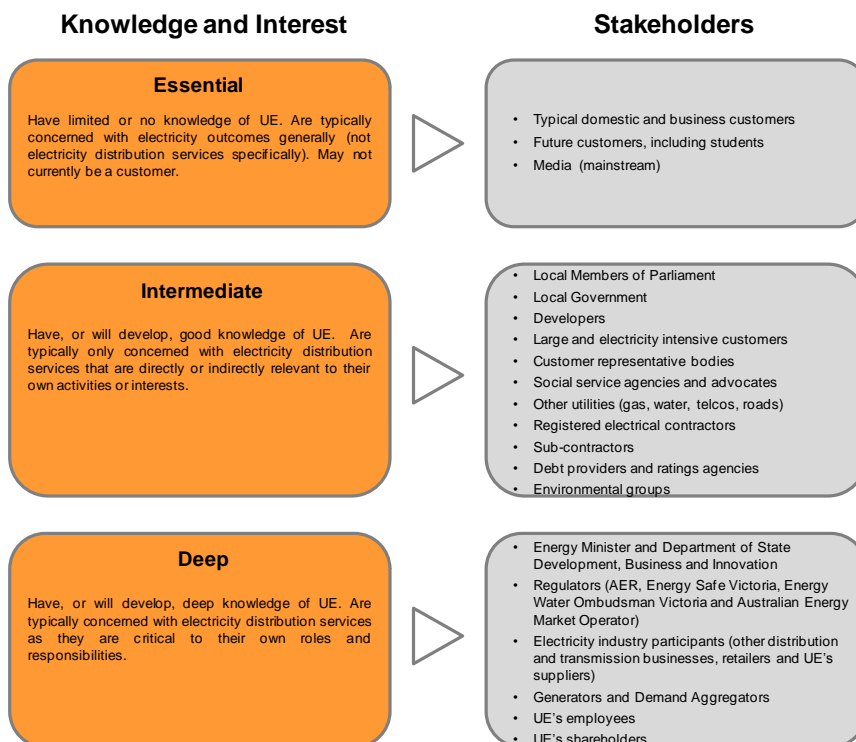 Knowledge and Interest
Stakeholders
Essential
Have limited or no knowledge of UE. Are typically
concerned with electricity outcomes generally (not
electricity distribution services specifically). May not
currently be a customer.
• Typical domestic and business customers
• Future customers, including students
• Media (mainstream)
Intermediate
Have, or will develop, good knowledge of UE. Are
typically only concerned with electricity distribution
services that are directly or indirectly relevant to their
own activities or interests.
• Local Members of Parliament
• Local Government
• Developers
• Large and electricity intensive customers
• Customer representative bodies
• Social service agencies and advocates
• Other utilities (gas, water, telcos, roads)
• Registered electrical contractors
• Sub-contractors
• Debt providers and ratings agencies
• Environmental groups
Deep
Have, or will develop, deep knowledge of UE. Are
typically concerned with electricity distribution services
as they are critical to their own roles and
responsibilities.
• Energy Minister and Department of State
Development, Business and Innovation
• Regulators (AER, Energy Safe Victoria, Energy
Water Ombudsman Victoria and Australian Energy
Market Operator)
• Electricity industry participants (other distribution
and transmission businesses, retailers and UE's
suppliers)
• Generators and Demand Aggregators
• UE's employees
• UE's shareholders